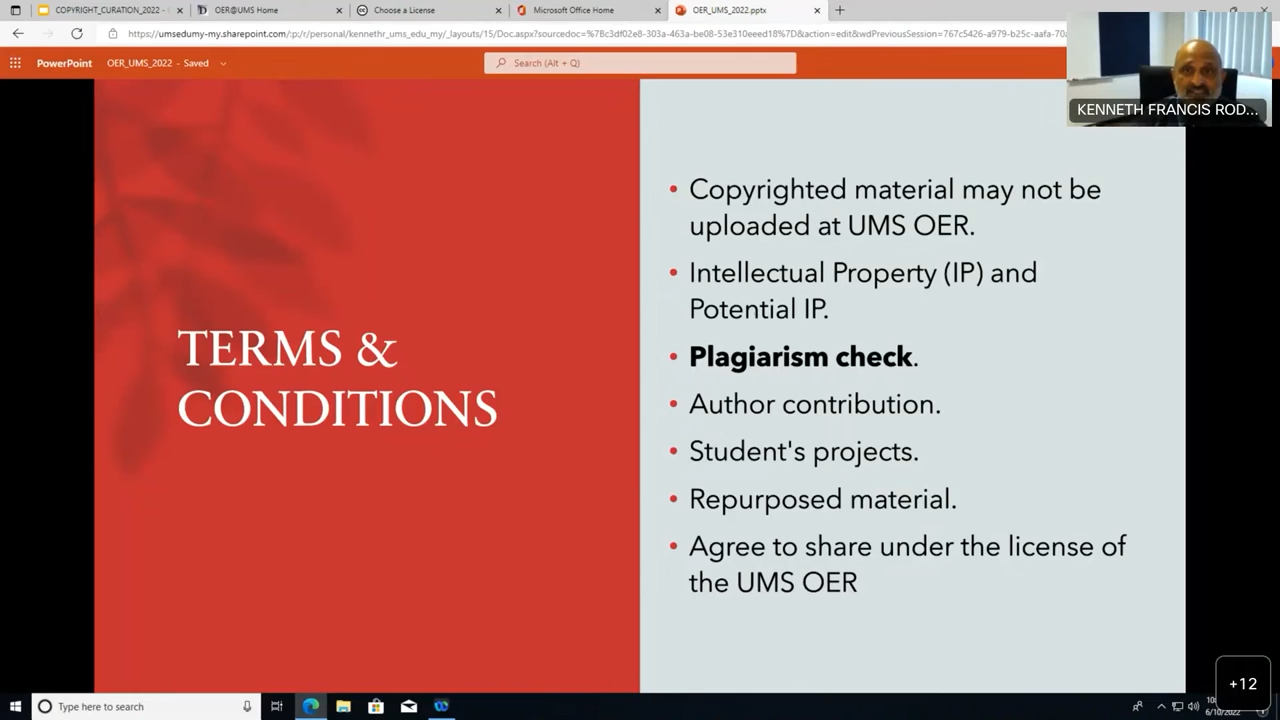 COPYRIGHT_CURATION_2022 -
OER@UMS Home
Choose a License
Microsoft Office Home
OER_UMS_2022.pptx
https://umsedumy-my.sharepoint.com/:p:/r/personal/kennethr_ums_edu_my/_layouts/15/Doc.aspx?sourcedoc=%7Bc3df02e8-303a-463a-be08-53e310eeed18%7D&action=edit&wdPreviousSession=767c5426-a979-b25c-aafa-70a
PowerPoint
OER_UMS_2022 - Saved
Search (Alt + Q)
KENNETH FRANCIS ROD...
TERMS &
CONDITIONS
• Copyrighted material may not be
uploaded at UMS OER.
• Intellectual Property (IP) and
Potential IP.
• Plagiarism check.
• Author contribution.
• Student's projects.
• Repurposed material.
• Agree to share under the license of
the UMS OER
+12
Type here to search
6/10/2022